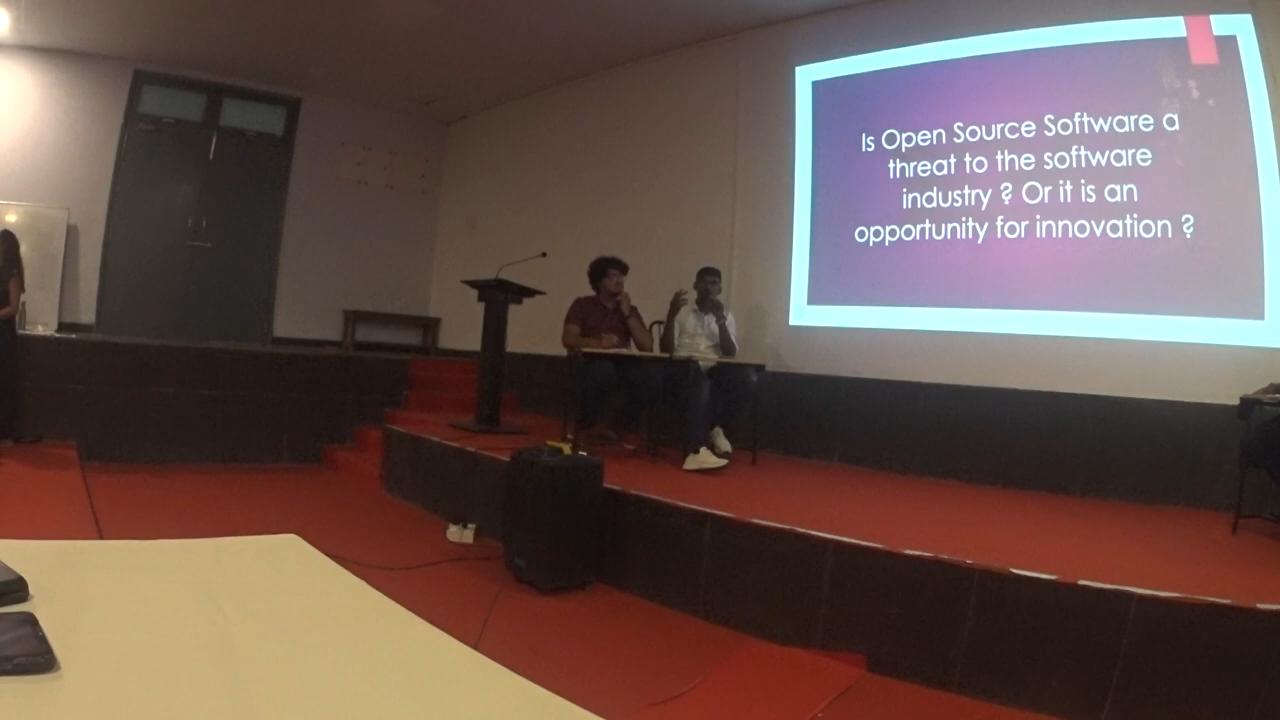 Is Open Source Software a
threat to the software
industry ? Or it is an
opportunity for innovation ?